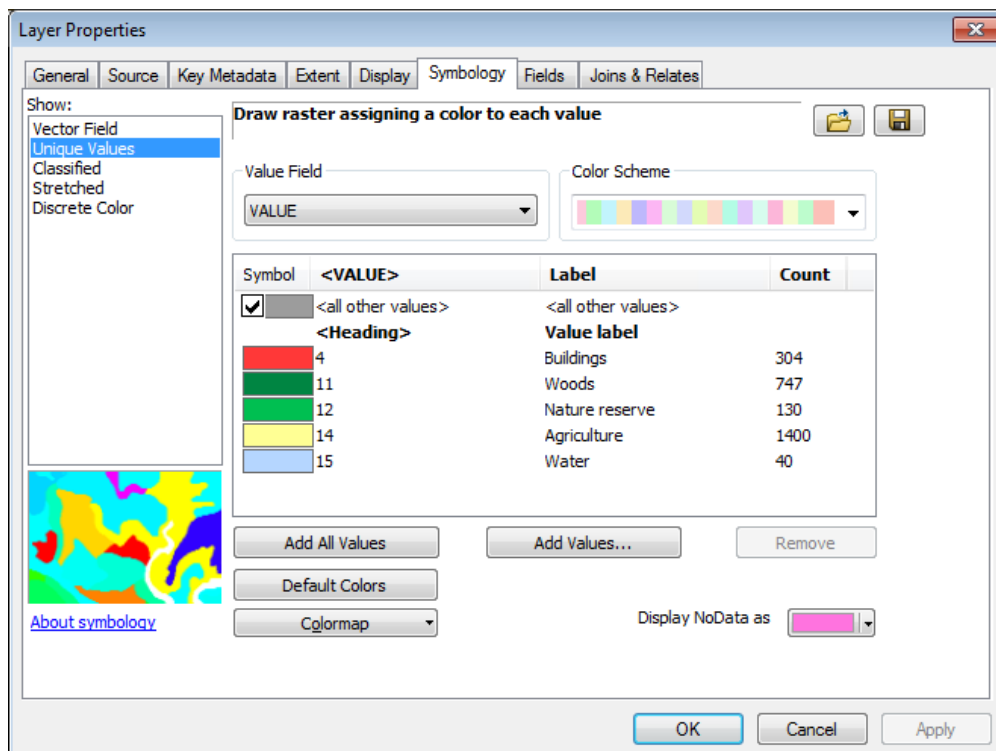 Layer Properties
General Source Key Metadata Extent Display Symbology Fields Joins & Relates
Show:
Vector Field
Unique Values
Classified
Stretched
Discrete Color
About symbology
Draw raster assigning a color to each value
Value Field
VALUE
Color Scheme
Symbol <VALUE> Label Count
<all other values> <all other values>
<Heading> Value label
4 Buildings 304
11 Woods 747
12 Nature reserve 130
14 Agriculture 1400
15 Water 40
Add All Values Add Values... Remove
Default Colors
Colormap Display NoData as
OK Cancel Apply